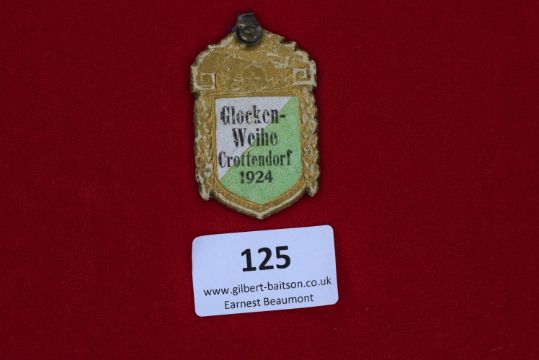 Glocken-
Weihe
Crottendorf
1924
125
www.gilbert-baitson.co.uk
Earnest Beaumont